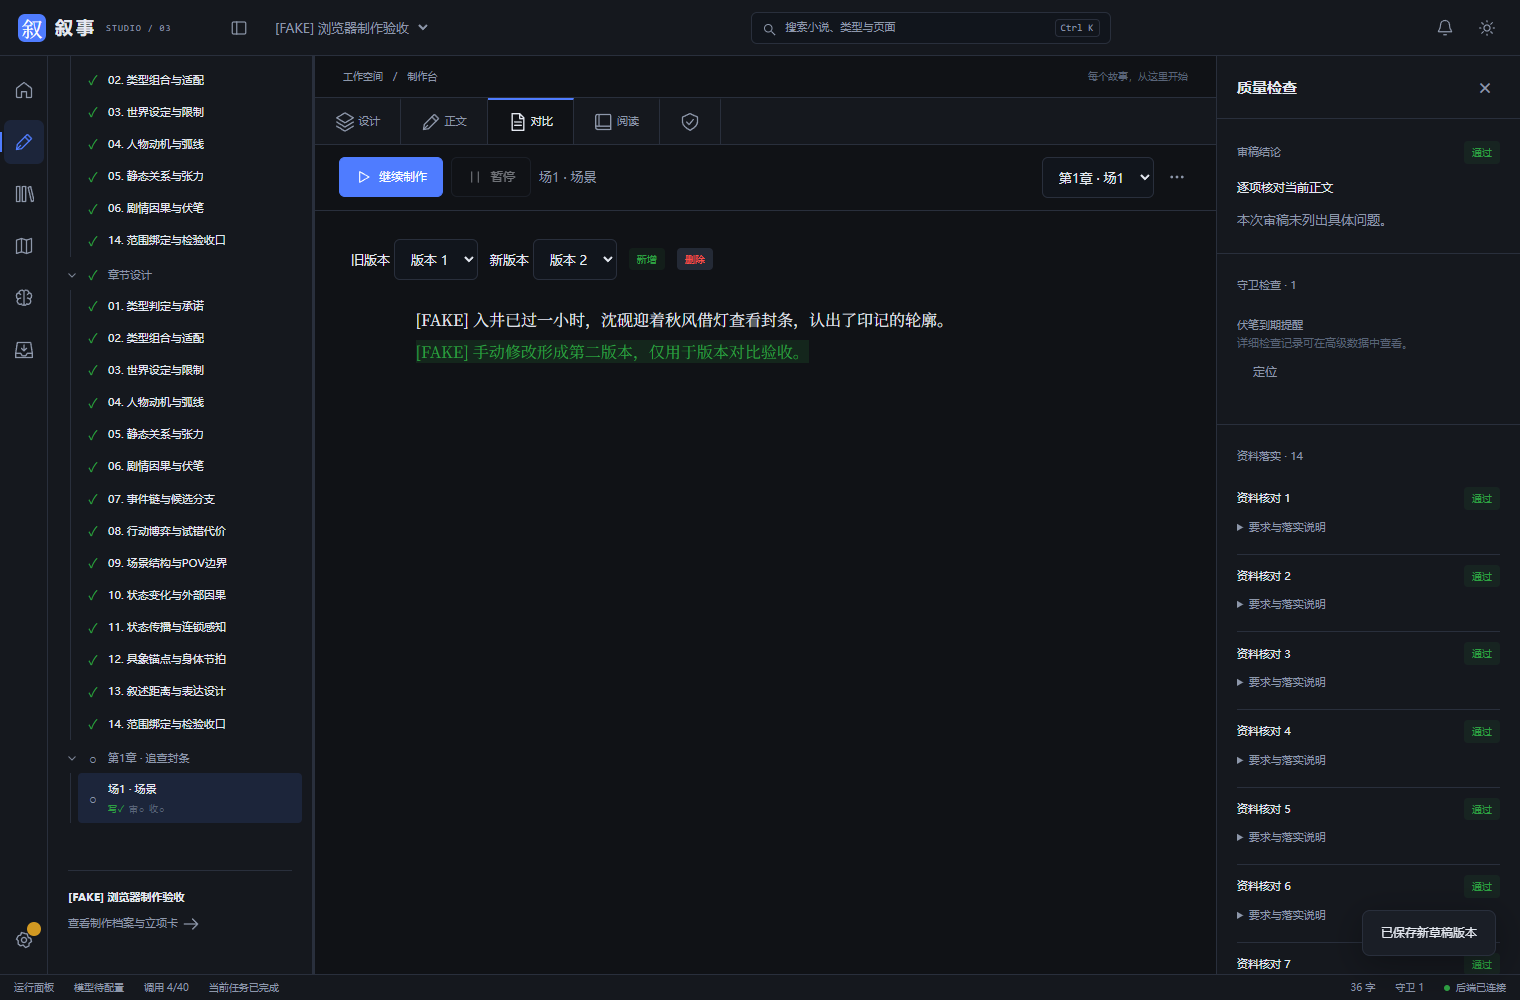 叙 叙事 STUDIO / 03
[FAKE] 浏览器制作验收
搜索小说、类型与页面 Ctrl K
02. 类型组合与适配
03. 世界设定与限制
04. 人物动机与弧线
05. 静态关系与张力
06. 剧情因果与伏笔
14. 范围绑定与检验收口
章节设计
01. 类型判定与承诺
02. 类型组合与适配
03. 世界设定与限制
04. 人物动机与弧线
05. 静态关系与张力
06. 剧情因果与伏笔
07. 事件链与候选分支
08. 行动博弈与试错代价
09. 场景结构与POV边界
10. 状态变化与外部因果
11. 状态传播与连锁感知
12. 具象锚点与身体节拍
13. 叙述距离与表达设计
14. 范围绑定与检验收口
第1章 · 追查封条
场1 · 场景
写✓ 审○ 收○
[FAKE] 浏览器制作验收
查看制作档案与立项卡
工作空间 / 制作台
每个故事，从这里开始
设计 正文 对比 阅读
继续制作 暂停 场1 · 场景
第1章 · 场1
旧版本 版本 1 新版本 版本 2 新增 删除
[FAKE] 入井已过一小时，沈砚迎着秋风借灯查看封条，认出了印记的轮廓。
[FAKE] 手动修改形成第二版本，仅用于版本对比验收。
质量检查
审稿结论 通过
逐项核对当前正文
本次审稿未列出具体问题。
守卫检查 · 1
伏笔到期提醒
详细检查记录可在高级数据中查看。
定位
资料落实 · 14
资料核对 1 通过
要求与落实说明
资料核对 2 通过
要求与落实说明
资料核对 3 通过
要求与落实说明
资料核对 4 通过
要求与落实说明
资料核对 5 通过
要求与落实说明
资料核对 6 通过
要求与落实说明
资料核对 7 通过
已保存新草稿版本
运行面板 模型待配置 调用 4/40 当前任务已完成
36 字 守卫 1 后端已连接